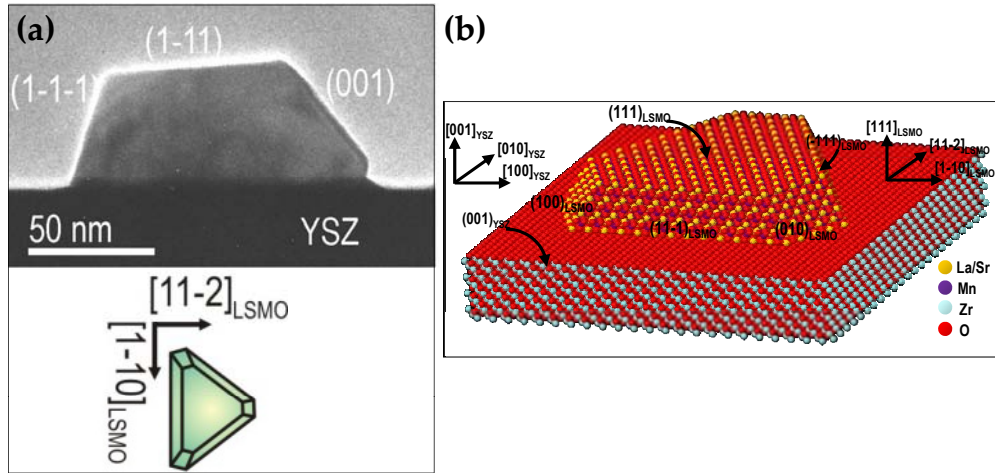 (a)
(1-11)
(1-1-1)
(001)
50 nm
YSZ
[11-2]LSMO
[1-10]LSMO
(b)
(111)LSMO
(-111)LSMO
[001]YSZ
[010]YSZ
[100]YSZ
[111]LSMO
[11-2]LSMO
[1-10]LSMO
(100)LSMO
(11-1)LSMO
(010)LSMO
(001)YSZ
La/Sr
Mn
Zr
O